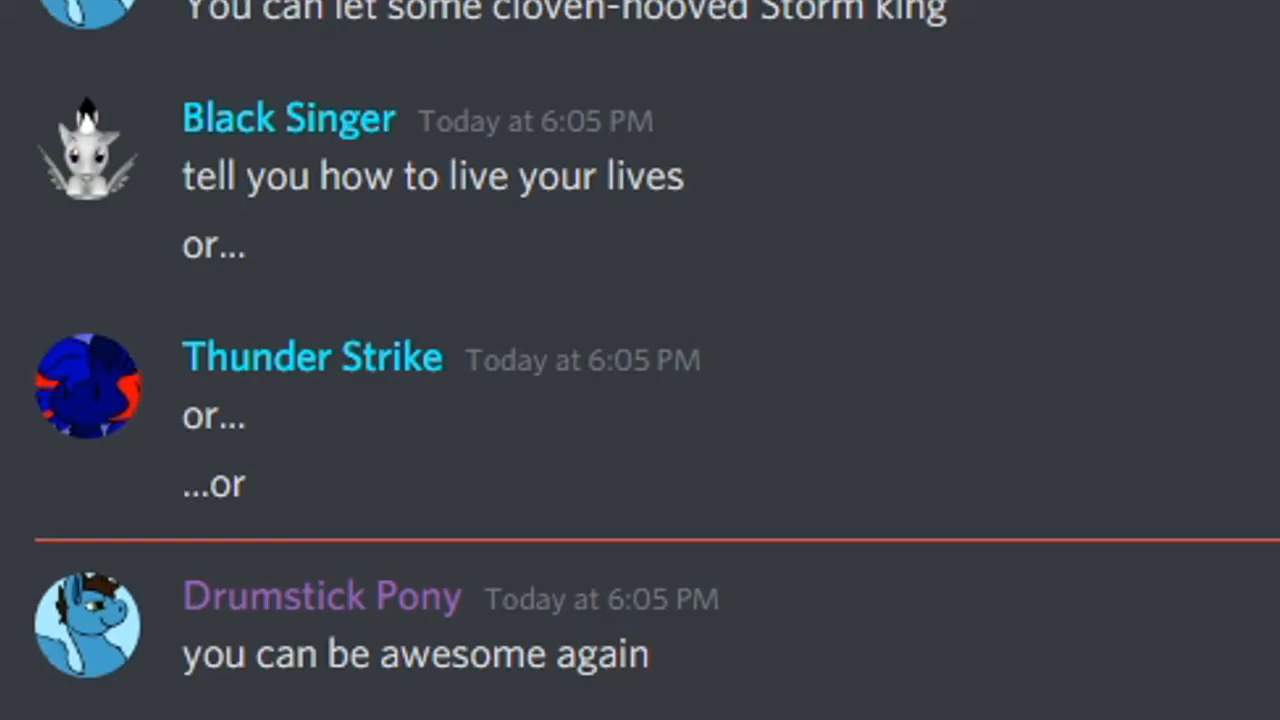 You can let some cloven-hooved Storm king
Black Singer Today at 6:05 PM
tell you how to live your lives
or...
Thunder Strike Today at 6:05 PM
or...
...or
Drumstick Pony Today at 6:05 PM
you can be awesome again